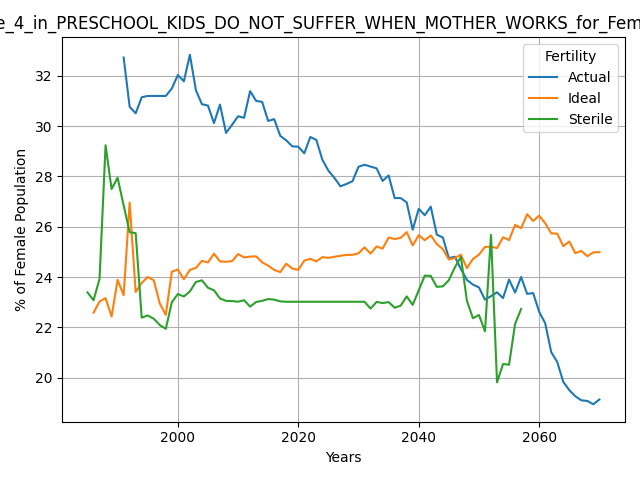 e_4_in_PRESCHOOL_KIDS_DO_NOT_SUFFER_WHEN_MOTHER_WORKS_for_Fem
Fertility
Actual
Ideal
Sterile
% of Female Population
32
30
28
26
24
22
20
2000
2020
2040
2060
Years